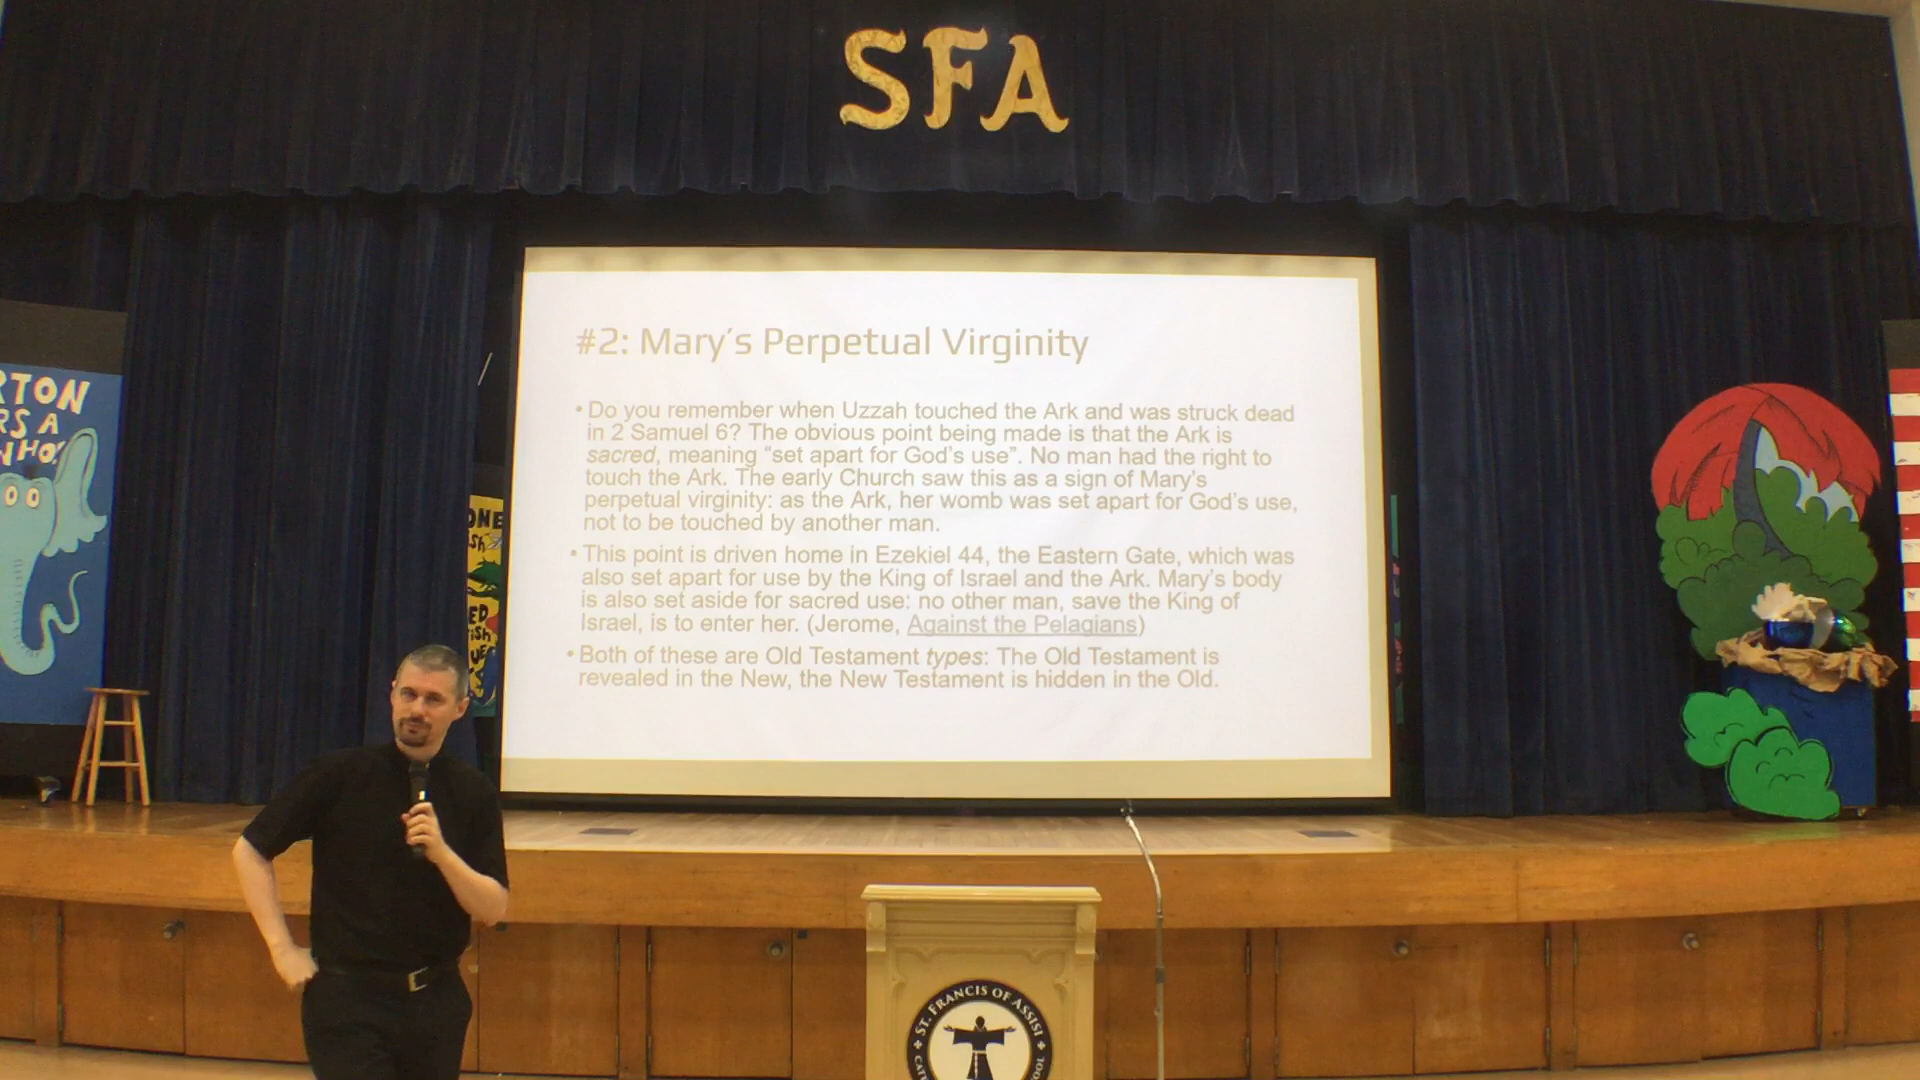 SFA
#2: Mary's Perpetual Virginity
• Do you remember when Uzzah touched the Ark and was struck dead
in 2 Samuel 6? The obvious point being made is that the Ark is
sacred, meaning "set apart for God's use". No man had the right to
touch the Ark. The early Church saw this as a sign of Mary's
perpetual virginity: as the Ark, her womb was set apart for God's use,
not to be touched by another man.
• This point is driven home in Ezekiel 44, the Eastern Gate, which was
also set apart for use by the King of Israel and the Ark. Mary's body
is also set aside for sacred use: no other man, save the King of
Israel, is to enter her. (Jerome, Against the Pelagians)
• Both of these are Old Testament types: The Old Testament is
revealed in the New, the New Testament is hidden in the Old.
RTON
RS A
WHO
ONE
ish
ED
ish
UE
ST. FRANCIS OF ASSISI